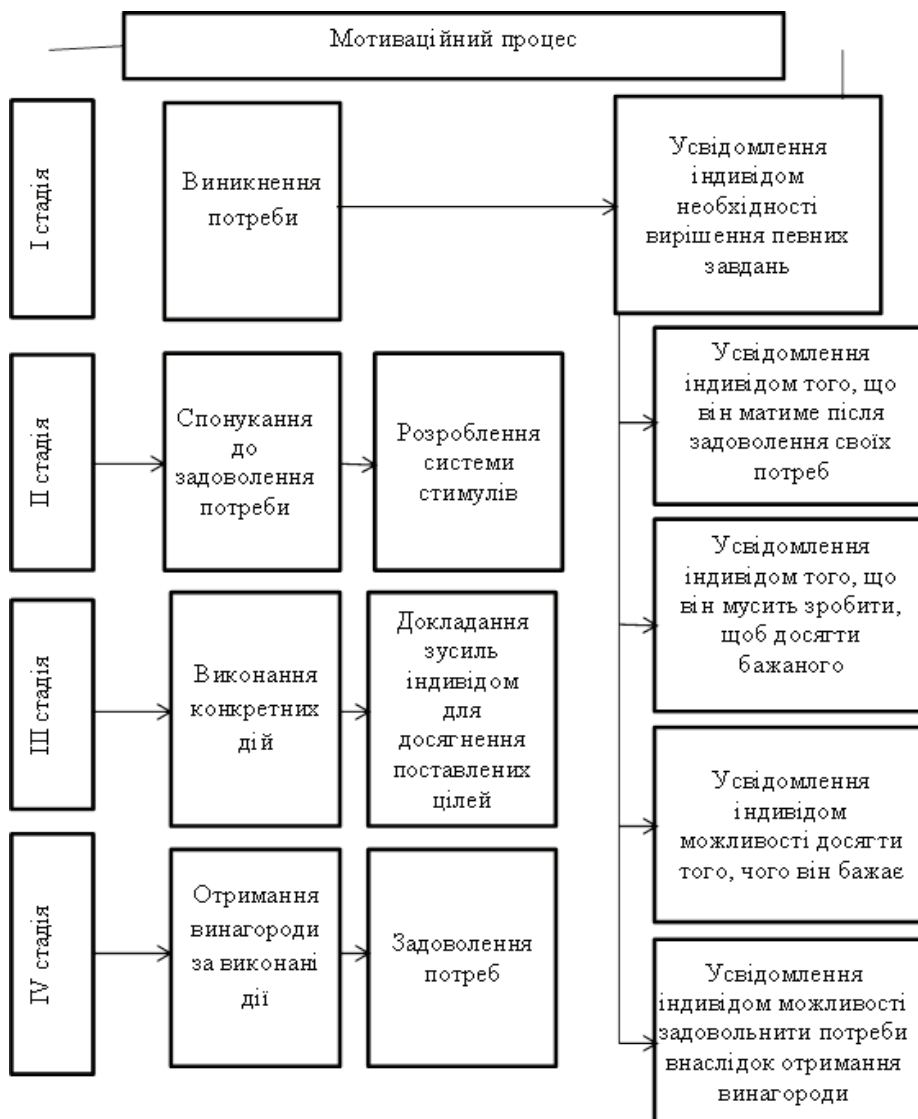 Мотиваційний процес
І стадія
Виникнення
потреби
Усвідомлення
індивідом
необхідності
вирішення певних
завдань
Усвідомлення
індивідом того, що
він матиме після
задоволення своїх
потреб
ІІ стадія
Спонукання
до
задоволення
потреби
Розроблення
системи
стимулів
Усвідомлення
індивідом того, що
він мусить зробити,
щоб досягти
бажаного
ІІІ стадія
Виконання
конкретних
дій
Докладання
зусиль
індивідом
для
досягнення
поставлених
цілей
Усвідомлення
індивідом
можливості досягти
того, чого він бажає
IV стадія
Отримання
винагороди
за виконані
дії
Задоволення
потреб
Усвідомлення
індивідом можливості
задовольнити потреби
внаслідок отримання
винагороди